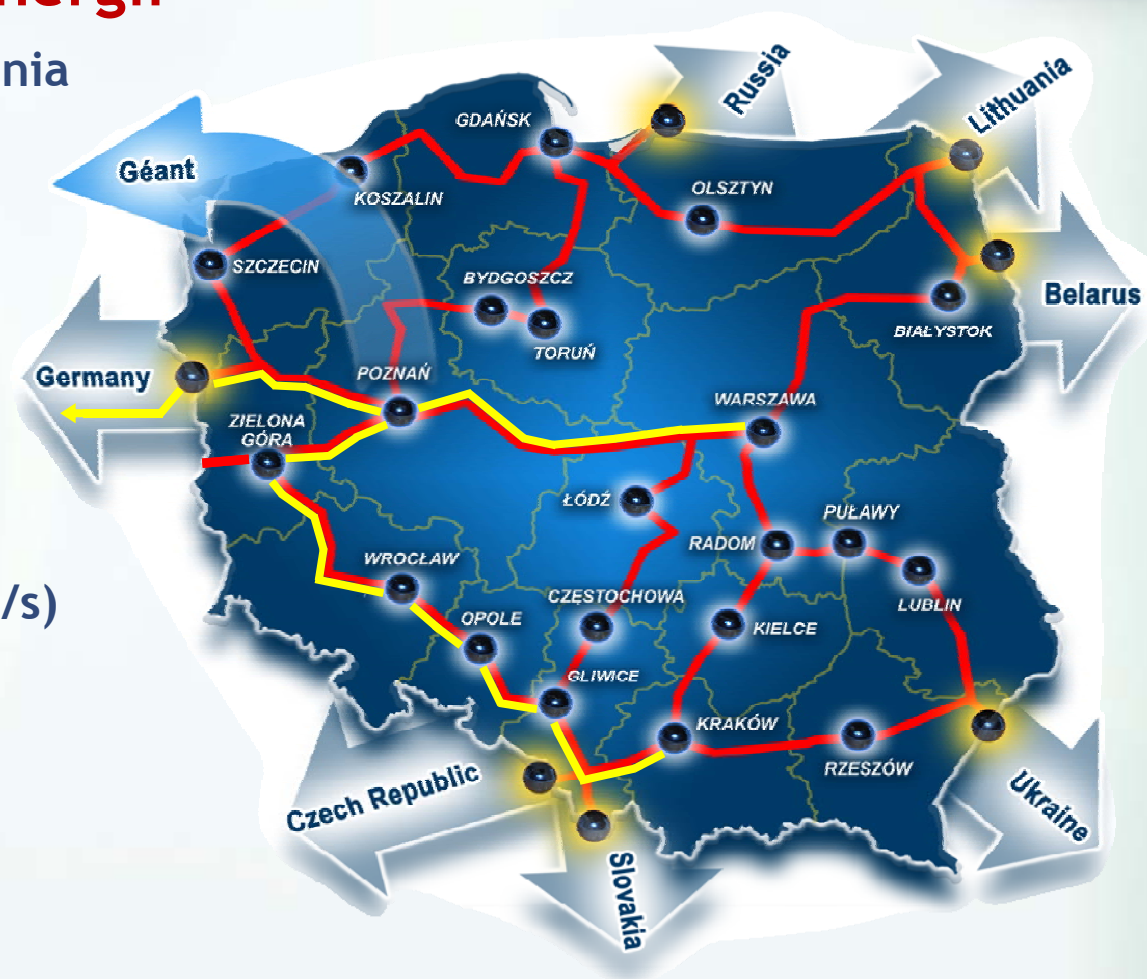 nia
/s)
Russia
Lithuania
GDAŃSK
Géant
OLSZTYN
KOSZALIN
SZCZECIN
BYDGOSZCZ
Belarus
BIAŁYSTOK
TORUŃ
POZNAŃ
Germany
WARSZAWA
ZIELONA
GÓRA
ŁÓDŹ
PUŁAWY
RADOM
WROCŁAW
CZĘSTOCHOWA
LUBLIN
OPOLE
KIELCE
GLIWICE
KRAKÓW
RZESZÓW
Czech Republic
Ukraine
Slovakia